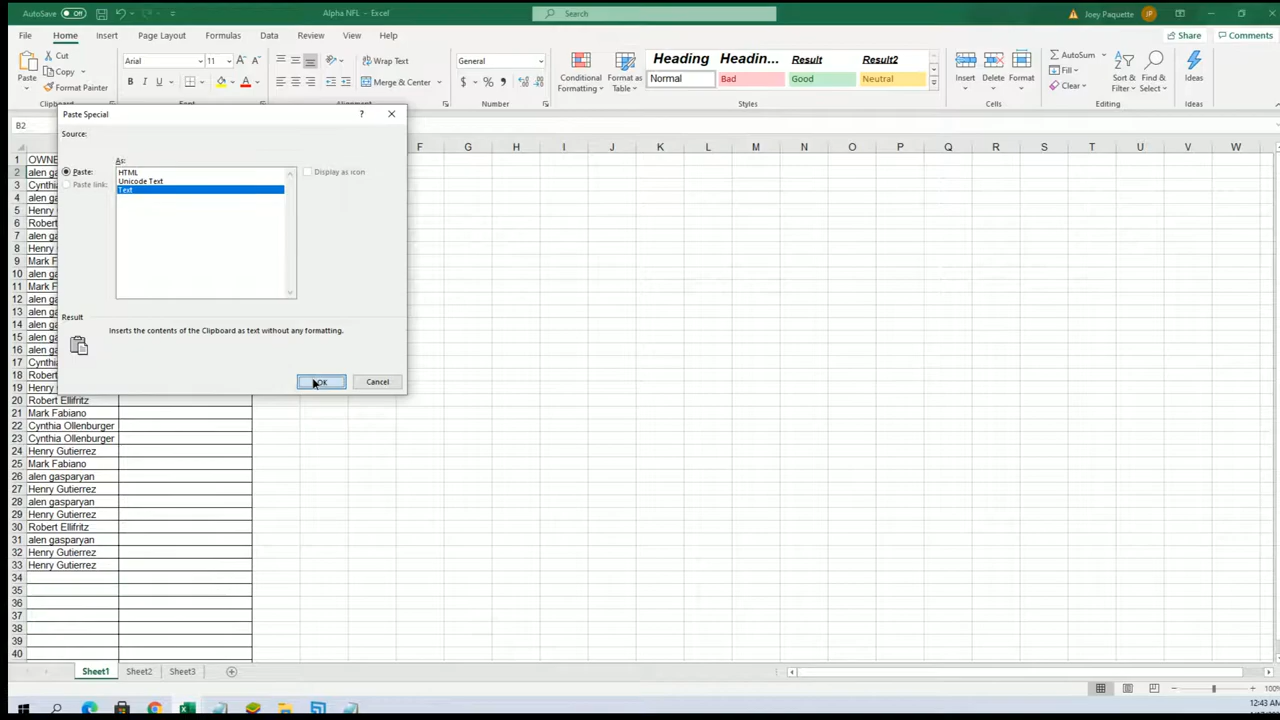 AutoSave Off Alpha NFL - Excel Search Joey Paquette JP
File Home Insert Page Layout Formulas Data Review View Help Share Comments
Paste Cut Copy Format Painter Clipboard
Arial 11 B I U A A A Font
Wrap Text Merge & Center Alignment
General $ % Number
Conditional Formatting Format as Table
Heading Headin... Result Result2
Normal Bad Good Neutral
Styles
Insert Delete Format Cells
AutoSum Fill Clear Sort & Filter Find & Select Editing
Ideas Ideas
B2
Paste Special ? ×
Source:
As:
Paste:
Paste link:
HTML
Unicode Text
Text
Display as icon
Result
Inserts the contents of the Clipboard as text without any formatting.
OK Cancel
F G H I J K L M N O P Q R S T U V W
1 OWNE
2 alen ga
3 Cynthia
4 alen ga
5 Henry
6 Robert
7 alen ga
8 Henry
9 Mark F
10 alen ga
11 Mark F
12 alen ga
13 alen ga
14 alen ga
15 alen ga
16 alen ga
17 Cynthi
18 Robert
19 Henry
20 Robert Ellifritz
21 Mark Fabiano
22 Cynthia Ollenburger
23 Cynthia Ollenburger
24 Henry Gutierrez
25 Mark Fabiano
26 alen gasparyan
27 Henry Gutierrez
28 alen gasparyan
29 Henry Gutierrez
30 Robert Ellifritz
31 alen gasparyan
32 Henry Gutierrez
33 Henry Gutierrez
34
35
36
37
38
39
40
Sheet1 Sheet2 Sheet3
100%
12:43 AM